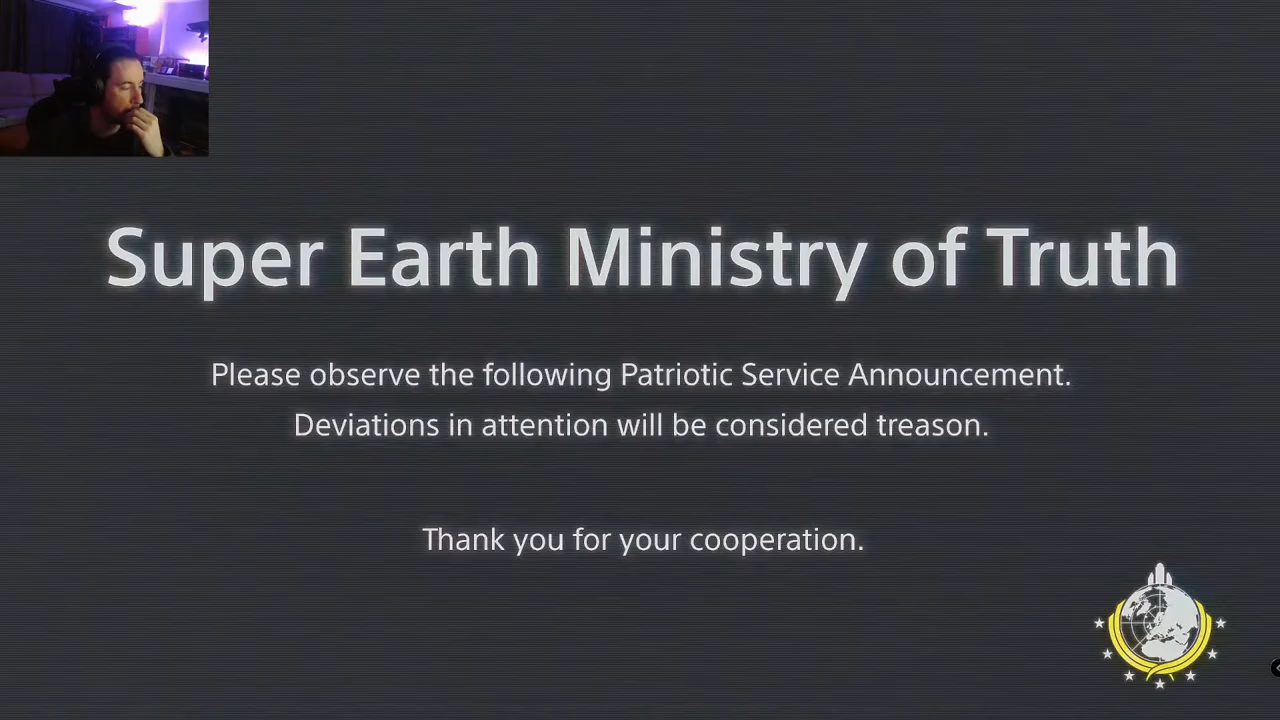 Super Earth Ministry of Truth
Please observe the following Patriotic Service Announcement.
Deviations in attention will be considered treason.
Thank you for your cooperation.